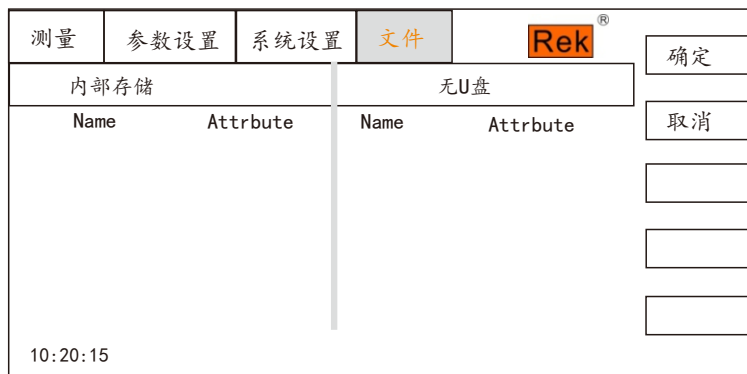 测量 参数设置 系统设置 文件 Rek ®
确定
内部存储 无U盘
Name Attrbute Name Attrbute
取消
10:20:15